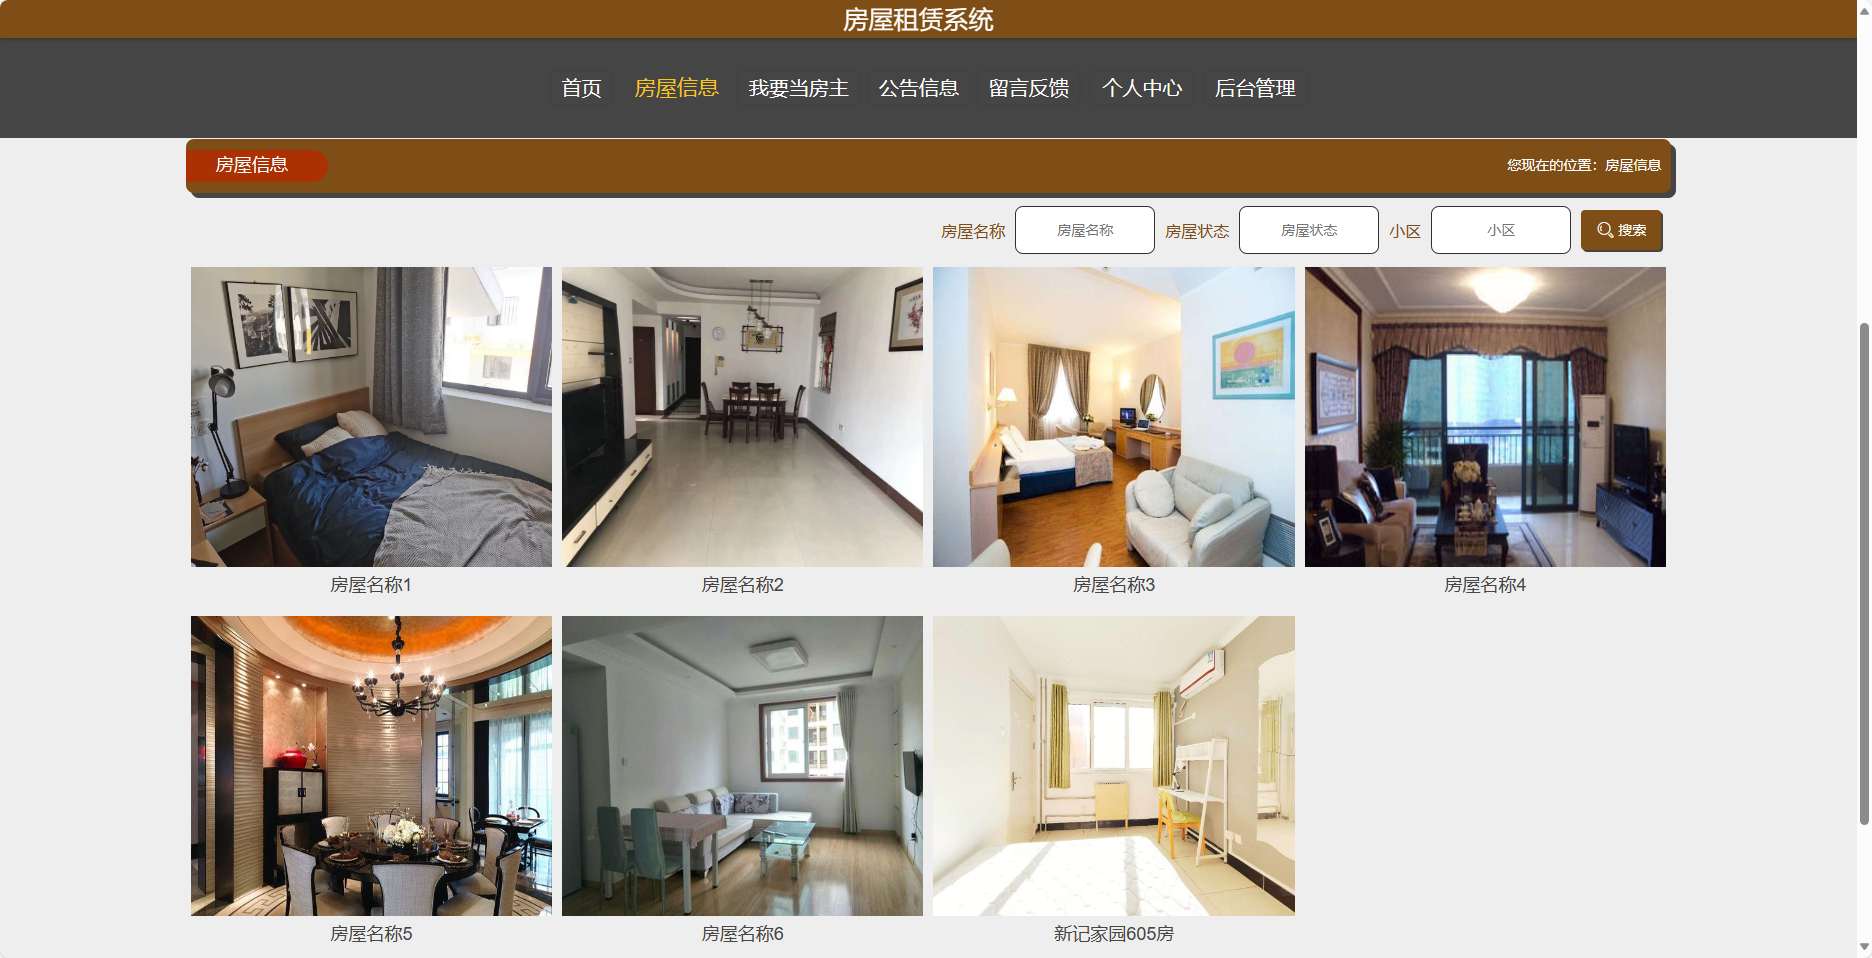 房屋租赁系统
首页 房屋信息 我要当房主 公告信息 留言反馈 个人中心 后台管理
房屋信息 您现在的位置：房屋信息
房屋名称 房屋名称 房屋状态 房屋状态 小区 小区 搜索
房屋名称1 房屋名称2 房屋名称3 房屋名称4
房屋名称5 房屋名称6 新记家园605房